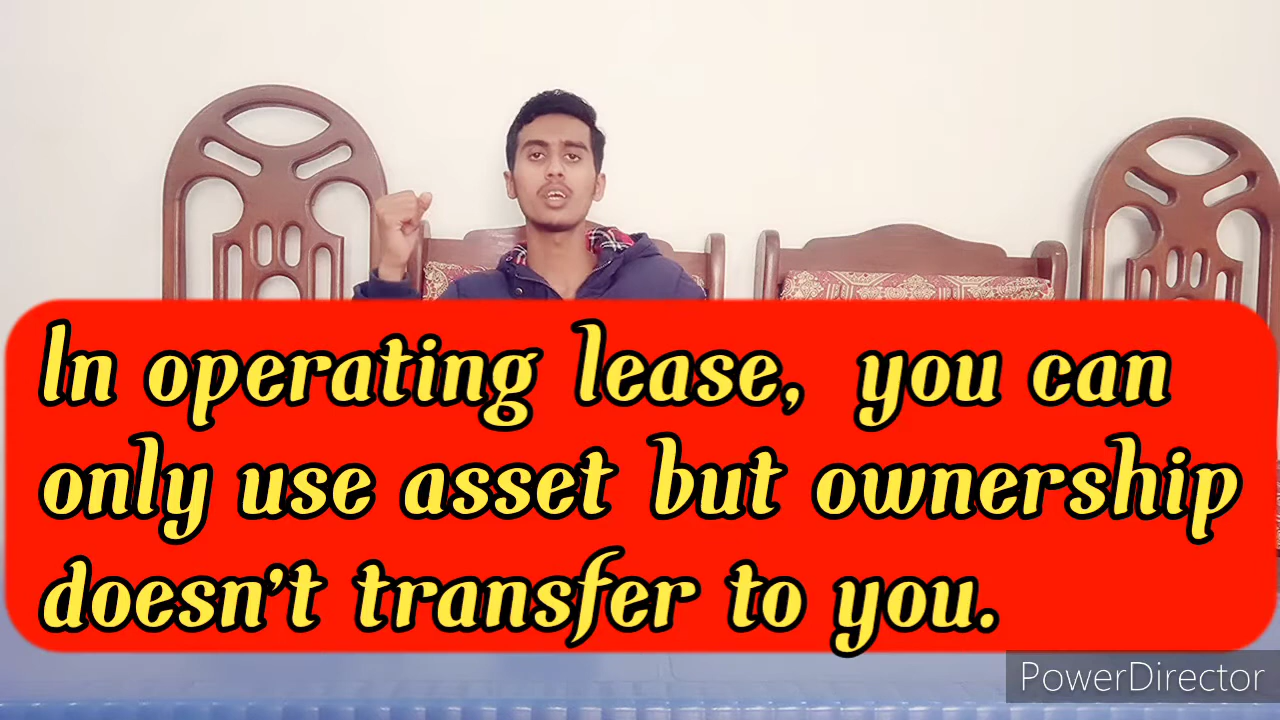 In operating lease, you can
only use asset but ownership
doesn't transfer to you.
PowerDirector